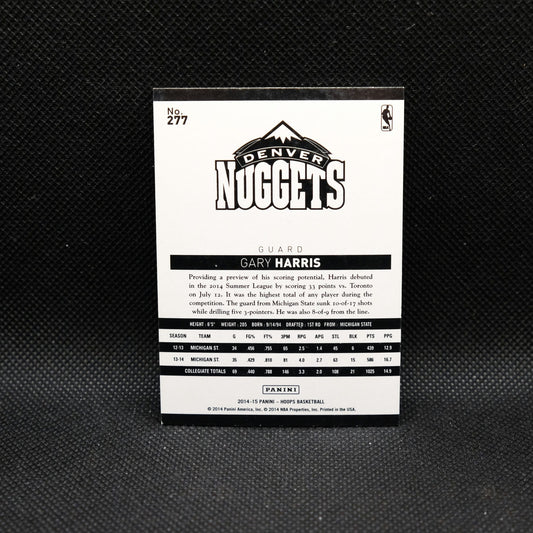 No.
277
NBA
DENVER
NUGGETS
GUARD
GARY HARRIS
Providing a preview of his scoring potential, Harris debuted
in the 2014 Summer League by scoring 33 points vs. Toronto
on July 12. It was the highest total of any player during the
competition. The guard from Michigan State sunk 10-of-17 shots
while drilling five 3-pointers. He was also 8-of-9 from the line.
HEIGHT: 6'5" WEIGHT: 205 BORN: 9/14/94 DRAFTED: 1ST RD FROM: MICHIGAN STATE
SEASON TEAM G FG% FT% 3PM RPG APG STL BLK PTS PPG
12-13 MICHIGAN ST. 34 .456 .755 65 2.5 1.4 45 6 439 12.9
13-14 MICHIGAN ST. 35 .429 .810 81 4.0 2.7 63 15 586 16.7
COLLEGIATE TOTALS 69 .440 .788 146 3.3 2.0 108 21 1025 14.9
PANINI
2014-15 PANINI - HOOPS BASKETBALL
© 2014 Panini America, Inc. © 2014 NBA Properties, Inc. Printed in the USA.